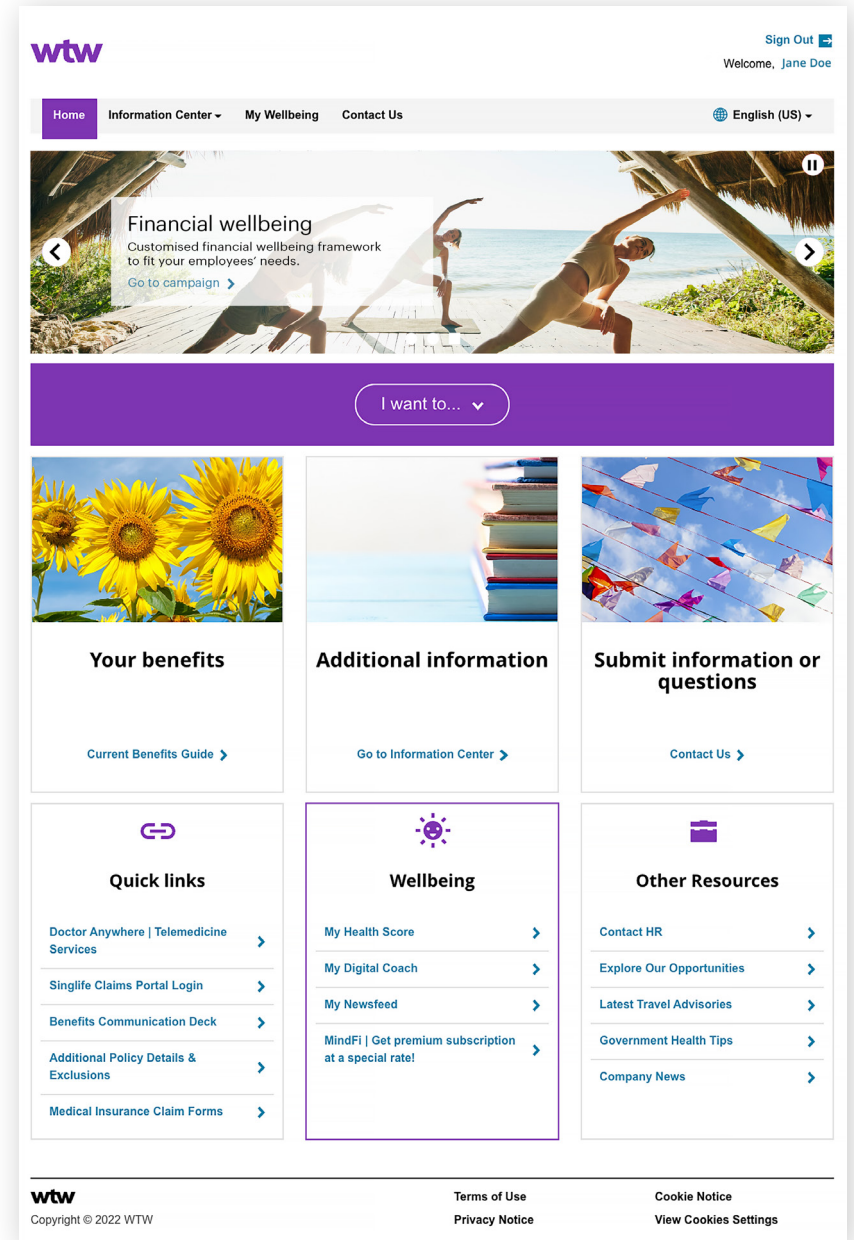 wtw
Sign Out
Welcome, Jane Doe
Home
Information Center
My Wellbeing
Contact Us
English (US)
Financial wellbeing
Customised financial wellbeing framework
to fit your employees' needs.
Go to campaign
I want to...
Your benefits
Current Benefits Guide
Additional information
Go to Information Center
Submit information or
questions
Contact Us
Quick links
Doctor Anywhere | Telemedicine
Services
Singlife Claims Portal Login
Benefits Communication Deck
Additional Policy Details &
Exclusions
Medical Insurance Claim Forms
Wellbeing
My Health Score
My Digital Coach
My Newsfeed
MindFi | Get premium subscription
at a special rate!
Other Resources
Contact HR
Explore Our Opportunities
Latest Travel Advisories
Government Health Tips
Company News
wtw
Copyright © 2022 WTW
Terms of Use
Privacy Notice
Cookie Notice
View Cookies Settings